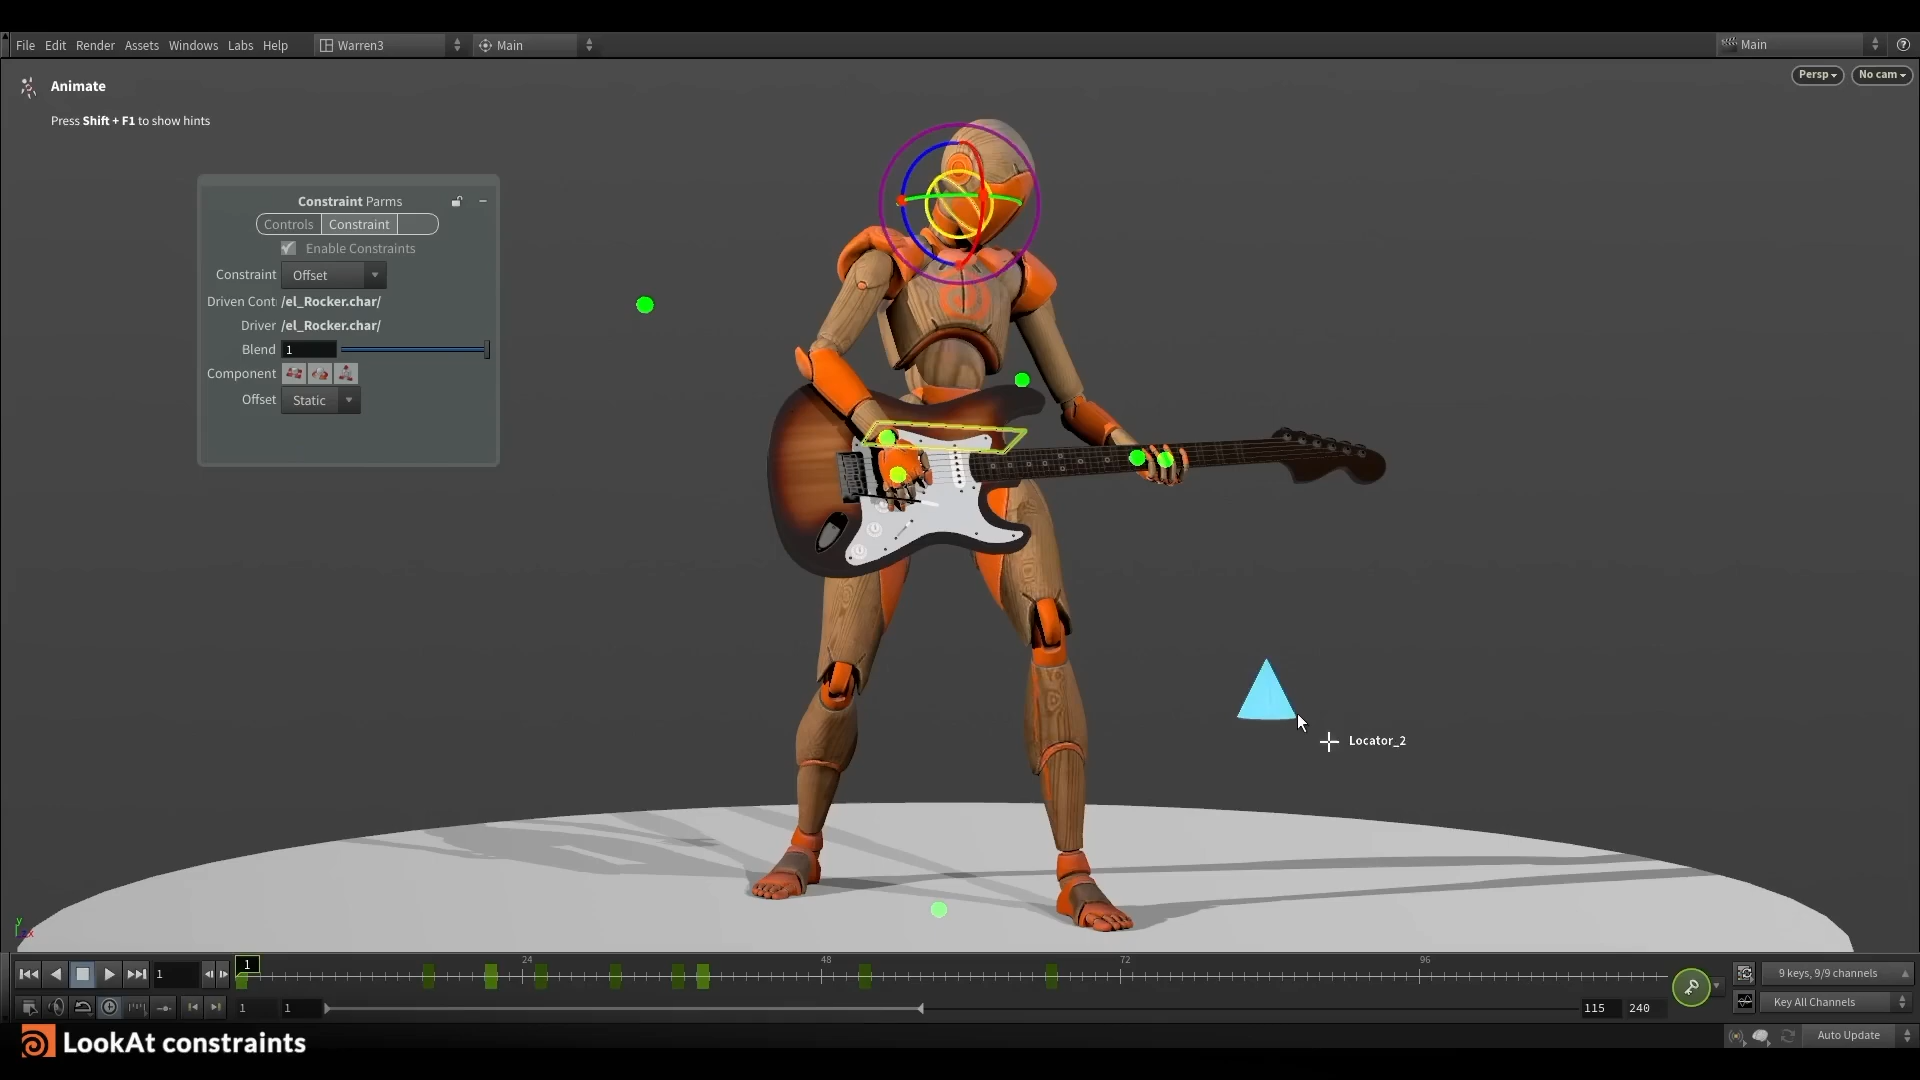 File Edit Render Assets Windows Labs Help Warren3 Main Main
Animate
Persp No cam
Press Shift + F1 to show hints
Constraint Parms
Controls Constraint
Enable Constraints
Constraint Offset
Driven Cont /el_Rocker.char/
Driver /el_Rocker.char/
Blend 1
Component
Offset Static
Locator_2
y
x
1 1 24 48 72 96 9 keys, 9/9 channels
1 1 115 240 Key All Channels
LookAt constraints
Auto Update